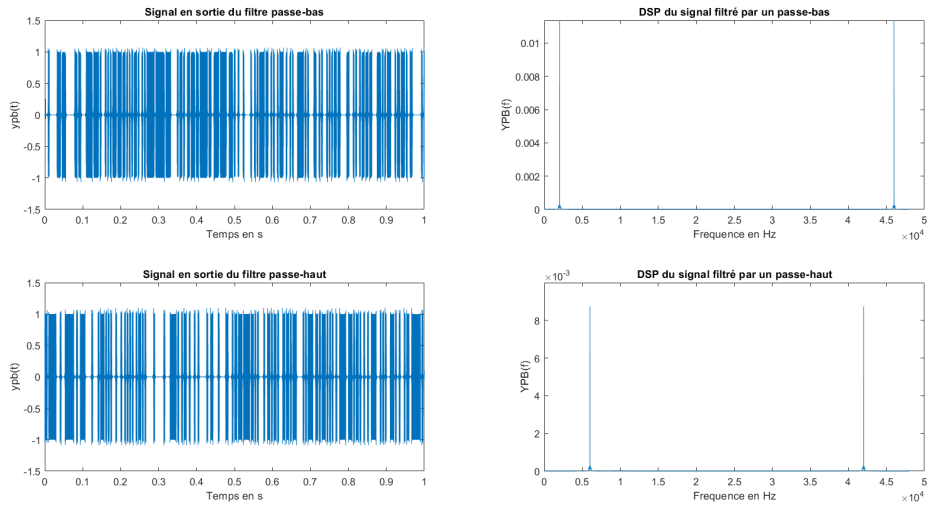 Signal en sortie du filtre passe-bas
1.5
1
0.5
0
-0.5
-1
-1.5
ypb(t)
0 0.1 0.2 0.3 0.4 0.5 0.6 0.7 0.8 0.9 1
Temps en s
DSP du signal filtré par un passe-bas
0.01
0.008
0.006
0.004
0.002
0
YPB(f)
0 0.5 1 1.5 2 2.5 3 3.5 4 4.5 5
Frequence en Hz
×10^4
Signal en sortie du filtre passe-haut
1.5
1
0.5
0
-0.5
-1
-1.5
ypb(t)
0 0.1 0.2 0.3 0.4 0.5 0.6 0.7 0.8 0.9 1
Temps en s
DSP du signal filtré par un passe-haut
×10^-3
8
6
4
2
0
YPB(f)
0 0.5 1 1.5 2 2.5 3 3.5 4 4.5 5
Frequence en Hz
×10^4